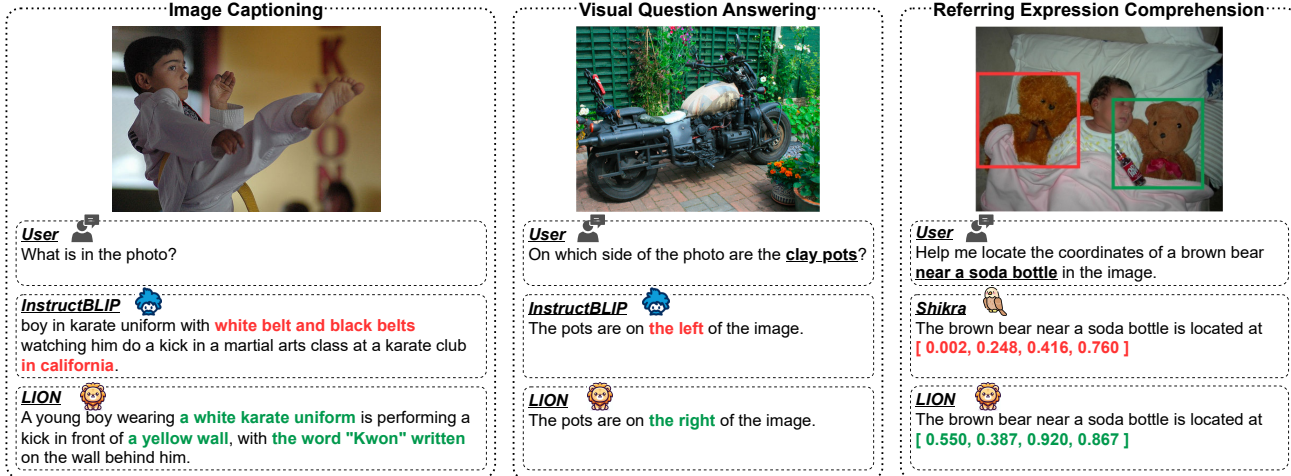 Image Captioning
KWON
User
What is in the photo?
InstructBLIP
boy in karate uniform with white belt and black belts
watching him do a kick in a martial arts class at a karate club
in california.
LION
A young boy wearing a white karate uniform is performing a
kick in front of a yellow wall, with the word "Kwon" written
on the wall behind him.
Visual Question Answering
User
On which side of the photo are the clay pots?
InstructBLIP
The pots are on the left of the image.
LION
The pots are on the right of the image.
Referring Expression Comprehension
User
Help me locate the coordinates of a brown bear
near a soda bottle in the image.
Shikra
The brown bear near a soda bottle is located at
[ 0.002, 0.248, 0.416, 0.760 ]
LION
The brown bear near a soda bottle is located at
[ 0.550, 0.387, 0.920, 0.867 ]